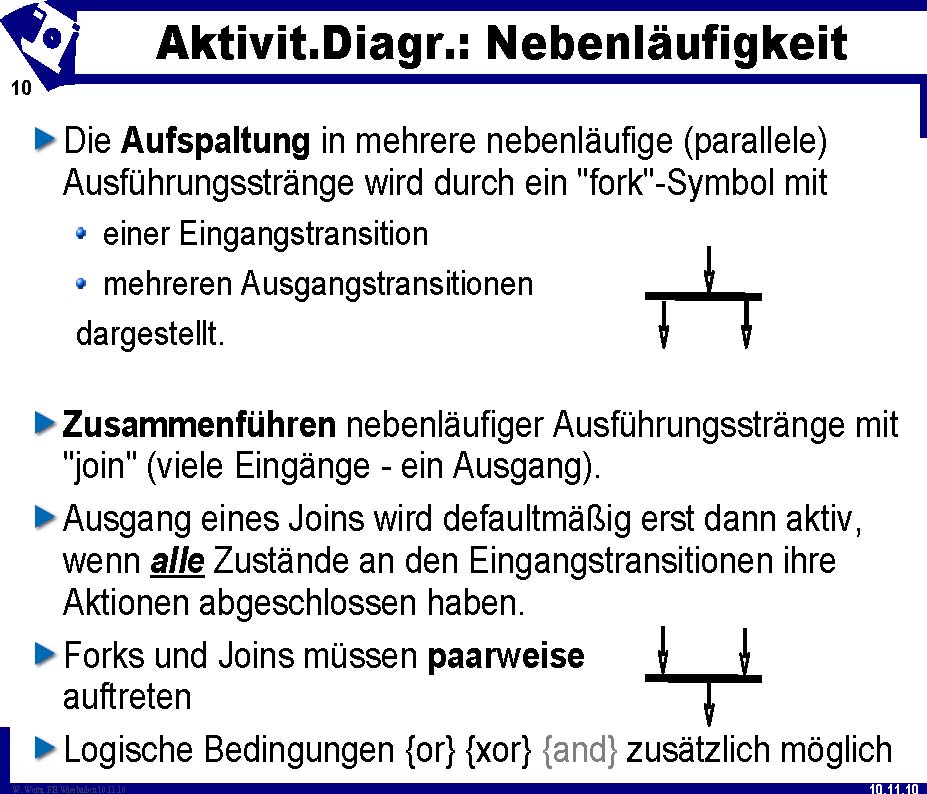 Aktivit.Diagr.: Nebenläufigkeit
10
Die Aufspaltung in mehrere nebenläufige (parallele)
Ausführungsstränge wird durch ein "fork"-Symbol mit
einer Eingangstransition
mehreren Ausgangstransitionen
dargestellt.
Zusammenführen nebenläufiger Ausführungsstränge mit
"join" (viele Eingänge - ein Ausgang).
Ausgang eines Joins wird defaultmäßig erst dann aktiv,
wenn alle Zustände an den Eingangstransitionen ihre
Aktionen abgeschlossen haben.
Forks und Joins müssen paarweise
auftreten
Logische Bedingungen {or} {xor} {and} zusätzlich möglich
W. Weitz, FH Wiesbaden 10.11.10
10.11.10